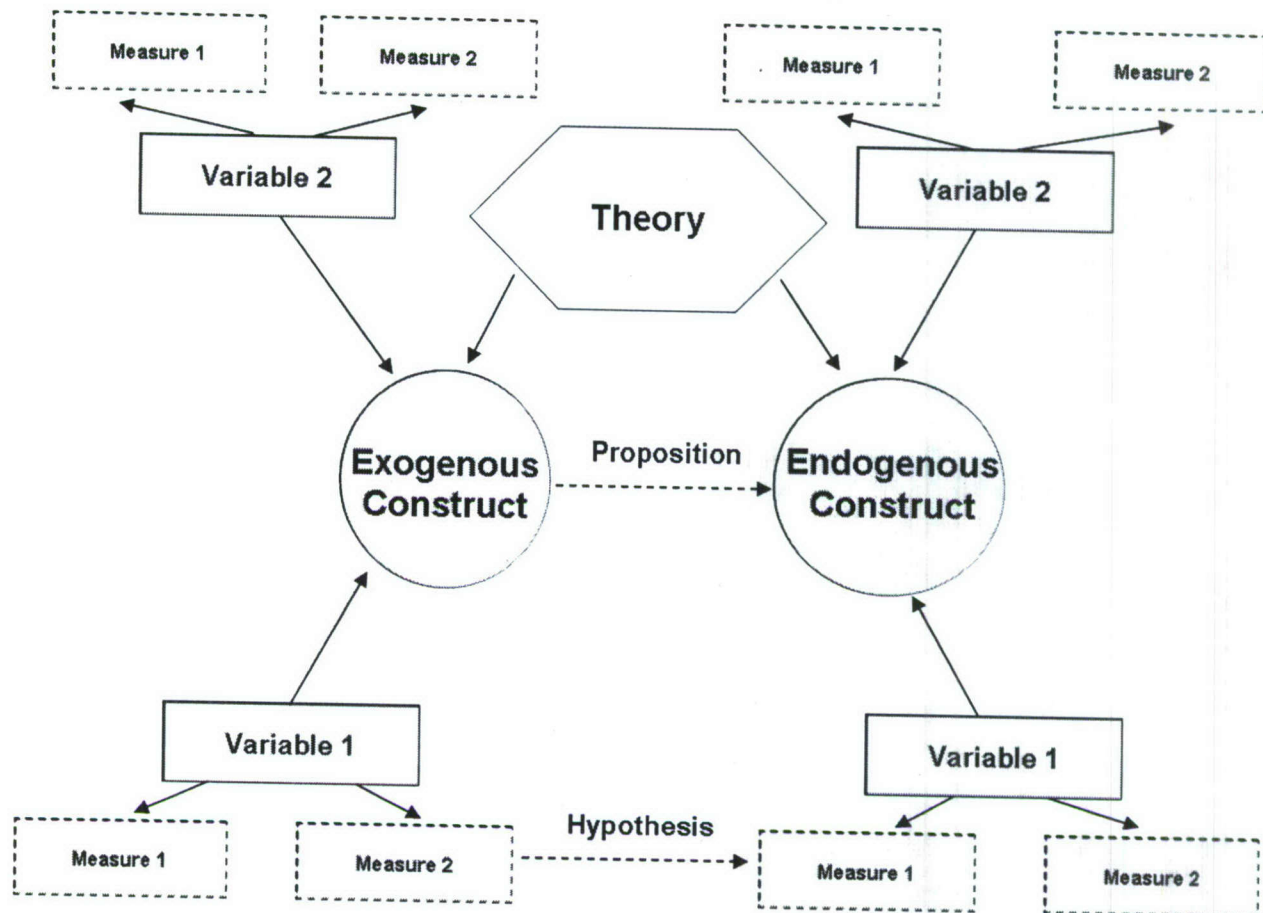 Measure 1
Measure 2
Measure 1
Measure 2
Variable 2
Variable 2
Theory
Exogenous
Construct
Proposition
Endogenous
Construct
Variable 1
Variable 1
Measure 1
Measure 2
Hypothesis
Measure 1
Measure 2